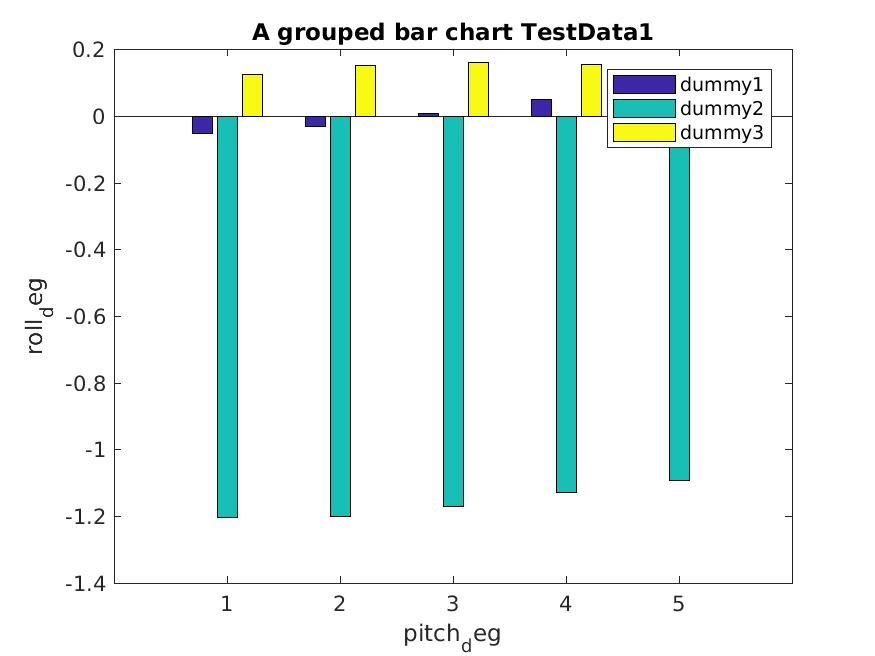 A grouped bar chart TestData1
0.2
0
-0.2
-0.4
-0.6
-0.8
-1
-1.2
-1.4
roll_deg
dummy1
dummy2
dummy3
1 2 3 4 5
pitch_deg